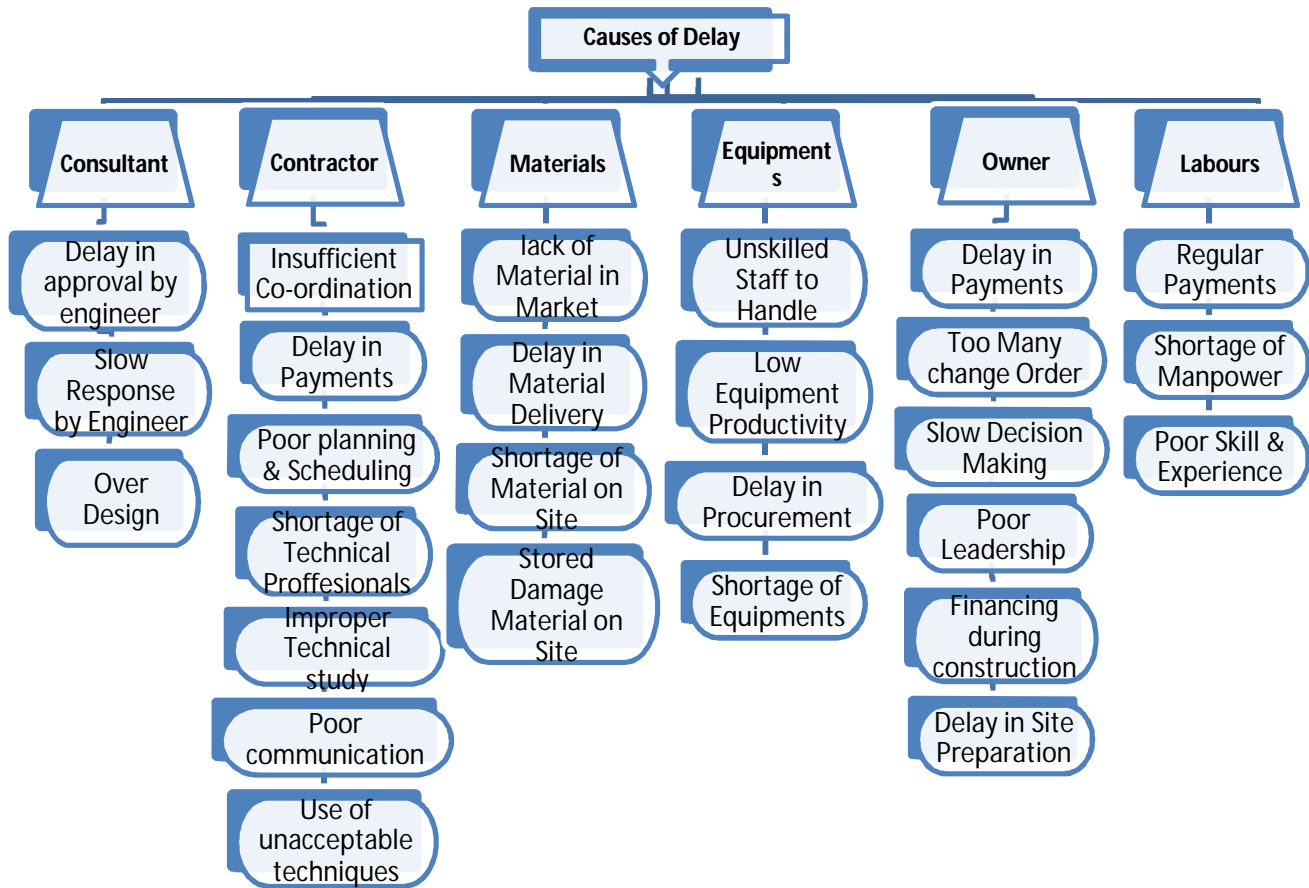 Causes of Delay
Consultant
Delay in
approval by
engineer
Slow
Response
by Engineer
Over
Design
Contractor
Insufficient
Co-ordination
Delay in
Payments
Poor planning
& Scheduling
Shortage of
Technical
Proffesionals
Improper
Technical
study
Poor
communication
Use of
unacceptable
techniques
Materials
lack of
Material in
Market
Delay in
Material
Delivery
Shortage of
Material on
Site
Stored
Damage
Material on
Site
Equipment
s
Unskilled
Staff to
Handle
Low
Equipment
Productivity
Delay in
Procurement
Shortage of
Equipments
Owner
Delay in
Payments
Too Many
change Order
Slow Decision
Making
Poor
Leadership
Financing
during
construction
Delay in Site
Preparation
Labours
Regular
Payments
Shortage of
Manpower
Poor Skill &
Experience